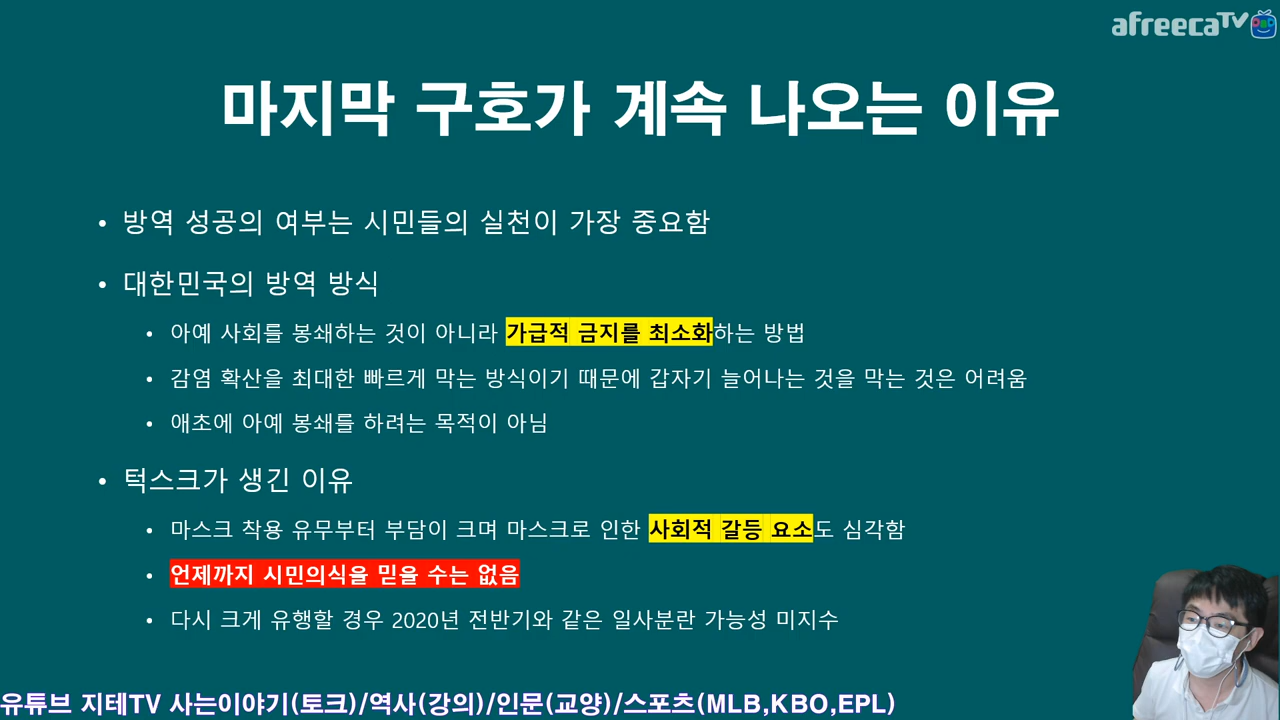 afreecaTV
마지막 구호가 계속 나오는 이유
• 방역 성공의 여부는 시민들의 실천이 가장 중요함
• 대한민국의 방역 방식
• 아예 사회를 봉쇄하는 것이 아니라 가급적 금지를 최소화하는 방법
• 감염 확산을 최대한 빠르게 막는 방식이기 때문에 갑자기 늘어나는 것을 막는 것은 어려움
• 애초에 아예 봉쇄를 하려는 목적이 아님
• 턱스크가 생긴 이유
• 마스크 착용 유무부터 부담이 크며 마스크로 인한 사회적 갈등 요소도 심각함
• 언제까지 시민의식을 믿을 수는 없음
• 다시 크게 유행할 경우 2020년 전반기와 같은 일사분란 가능성 미지수
유튜브 지테TV 사는이야기(토크)/역사(강의)/인문(교양)/스포츠(MLB,KBO,EPL)